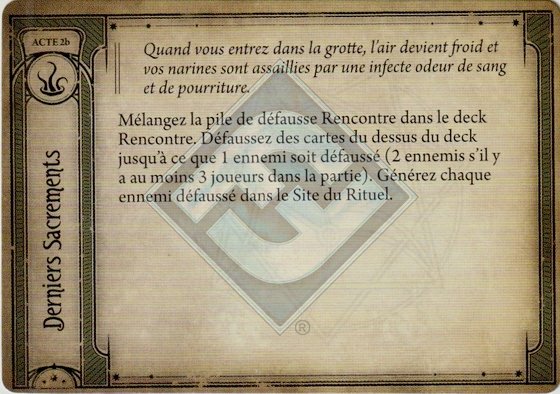 ACTE 2b
Derniers Sacrements
Quand vous entrez dans la grotte, l'air devient froid et
vos narines sont assaillies par une infecte odeur de sang
et de pourriture.
Mélangez la pile de défausse Rencontre dans le deck
Rencontre. Défaussez des cartes du dessus du deck
jusqu'à ce que 1 ennemi soit défaussé (2 ennemis s'il y
a au moins 3 joueurs dans la partie). Générez chaque
ennemi défaussé dans le Site du Rituel.
®